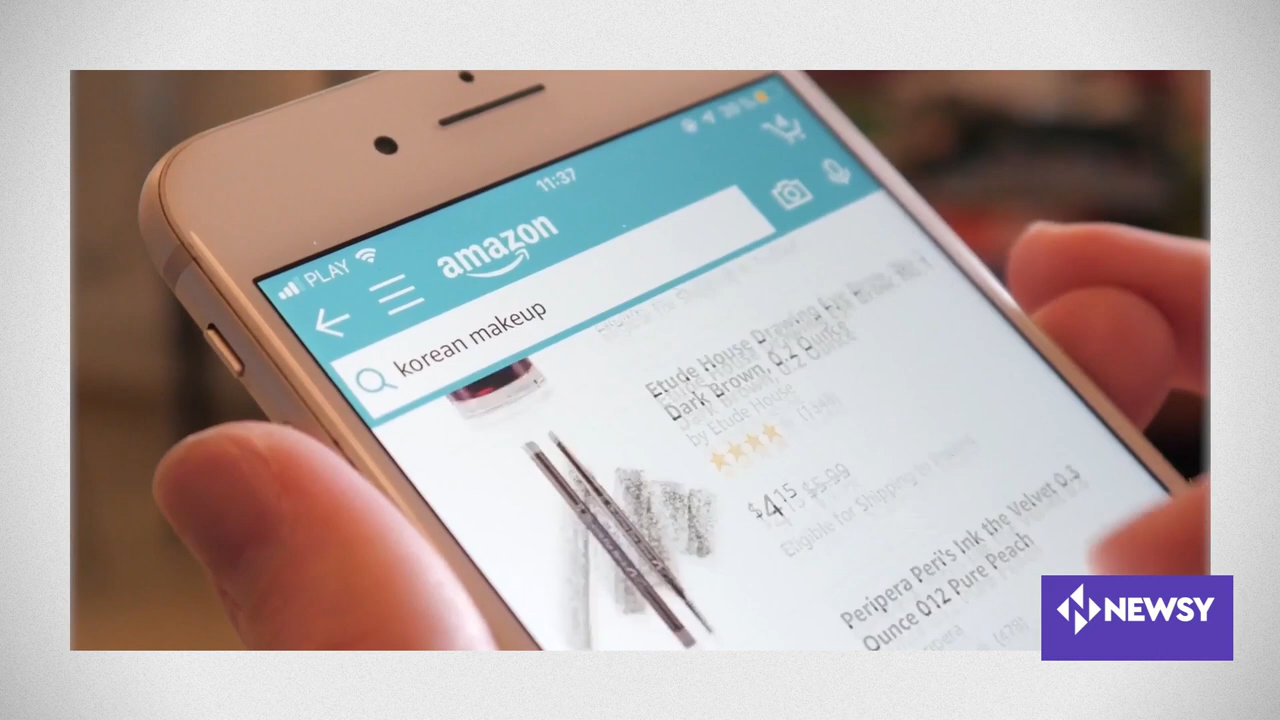 PLAY
11:37
amazon
korean makeup
Etude House Drawing Eye
Dark Brown, 0.2 Ounce
by Etude House
$4.15 $5.99
Eligible for Shipping
Peripera Peri's Ink the Velvet 0.3
Ounce 012 Pure Peach
NEWSY